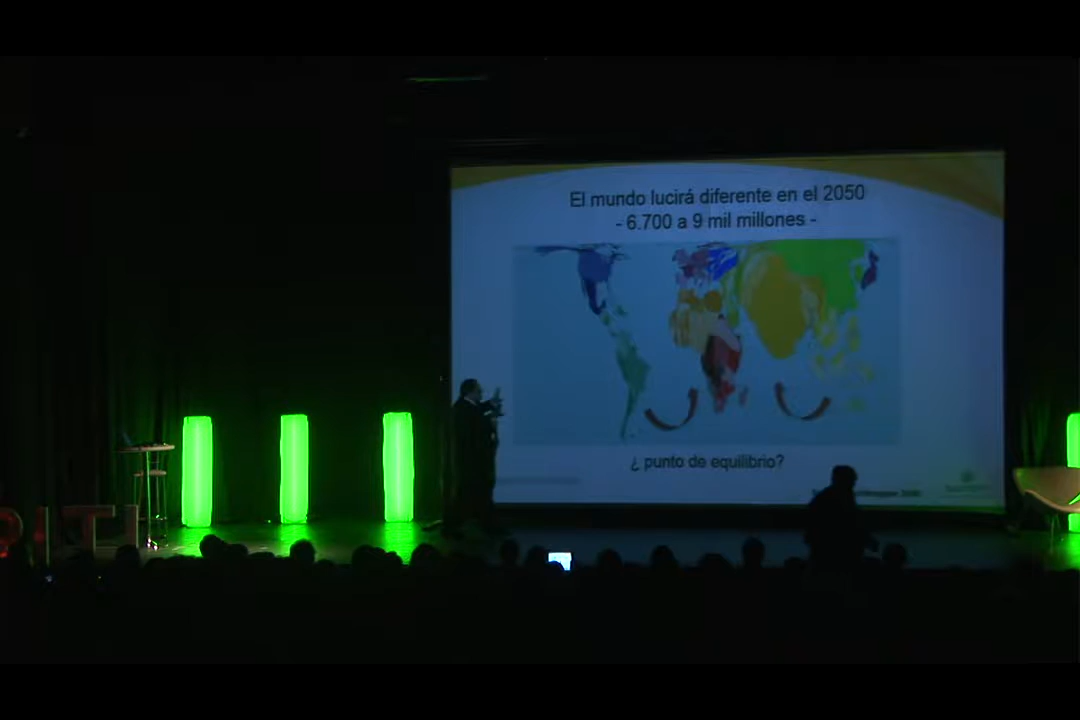 El mundo lucirá diferente en el 2050
- 6.700 a 9 mil millones -
¿ punto de equilibrio?